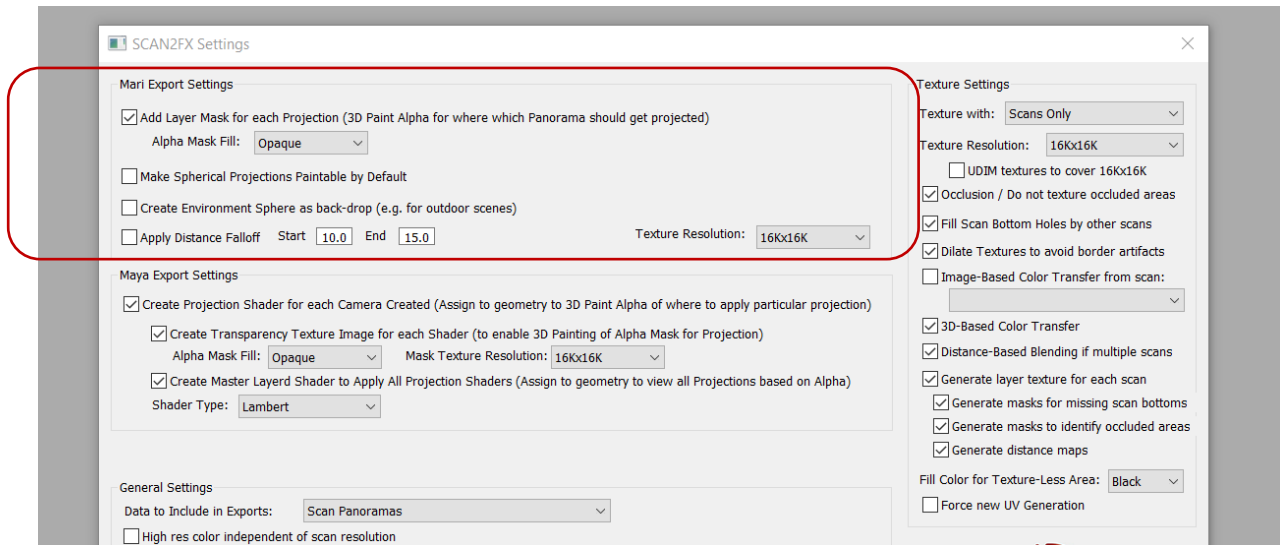 SCAN2FX Settings
Mari Export Settings
Add Layer Mask for each Projection (3D Paint Alpha for where which Panorama should get projected)
Alpha Mask Fill: Opaque
Make Spherical Projections Paintable by Default
Create Environment Sphere as back-drop (e.g. for outdoor scenes)
Apply Distance Falloff Start 10.0 End 15.0 Texture Resolution: 16Kx16K
Maya Export Settings
Create Projection Shader for each Camera Created (Assign to geometry to 3D Paint Alpha of where to apply particular projection)
Create Transparency Texture Image for each Shader (to enable 3D Painting of Alpha Mask for Projection)
Alpha Mask Fill: Opaque Mask Texture Resolution: 16Kx16K
Create Master Layerd Shader to Apply All Projection Shaders (Assign to geometry to view all Projections based on Alpha)
Shader Type: Lambert
General Settings
Data to Include in Exports: Scan Panoramas
High res color independent of scan resolution
Texture Settings
Texture with: Scans Only
Texture Resolution: 16Kx16K
UDIM textures to cover 16Kx16K
Occlusion / Do not texture occluded areas
Fill Scan Bottom Holes by other scans
Dilate Textures to avoid border artifacts
Image-Based Color Transfer from scan:
3D-Based Color Transfer
Distance-Based Blending if multiple scans
Generate layer texture for each scan
Generate masks for missing scan bottoms
Generate masks to identify occluded areas
Generate distance maps
Fill Color for Texture-Less Area: Black
Force new UV Generation